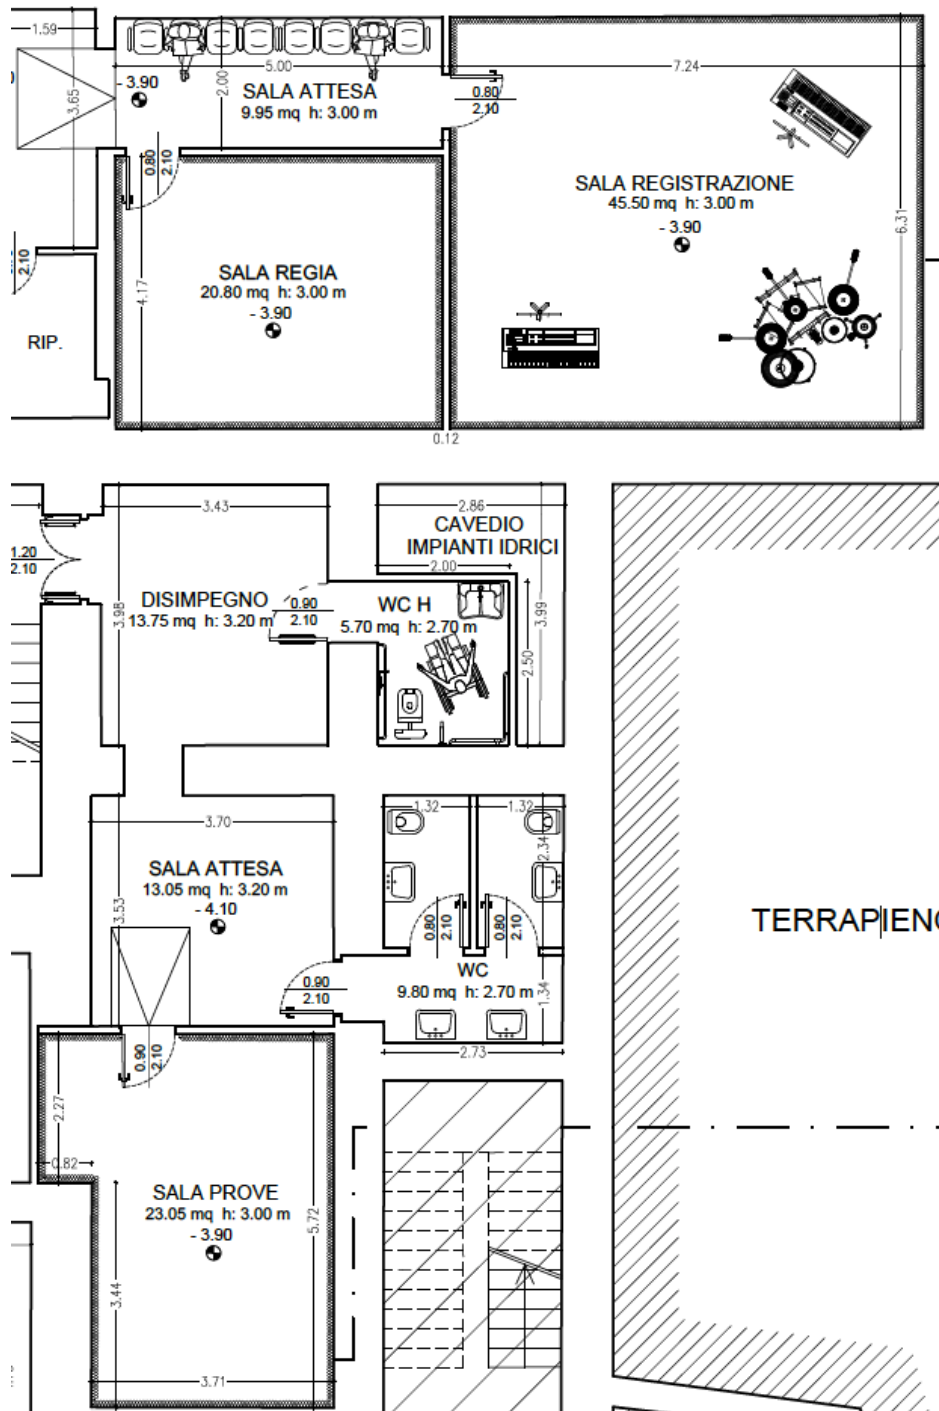 1.59
5.00
7.24
3.65
- 3.90
2.00
SALA ATTESA
9.95 mq h: 3.00 m
0.80
2.10
0.80
2.10
SALA REGISTRAZIONE
45.50 mq h: 3.00 m
- 3.90
6.31
2.10
4.17
SALA REGIA
20.80 mq h: 3.00 m
- 3.90
RIP.
0.12
3.43
2.86
CAVEDIO
IMPIANTI IDRICI
2.00
1.20
2.10
3.98
DISIMPEGNO
13.75 mq h: 3.20 m
0.90
2.10
WC H
5.70 mq h: 2.70 m
3.99
2.50
1.32
1.32
3.70
2.34
SALA ATTESA
13.05 mq h: 3.20 m
- 4.10
3.53
0.80
2.10
0.80
2.10
TERRAPIENO
WC
9.80 mq h: 2.70 m
1.34
0.90
2.10
2.73
0.90
2.10
2.27
0.82
SALA PROVE
23.05 mq h: 3.00 m
- 3.90
5.72
3.44
3.71